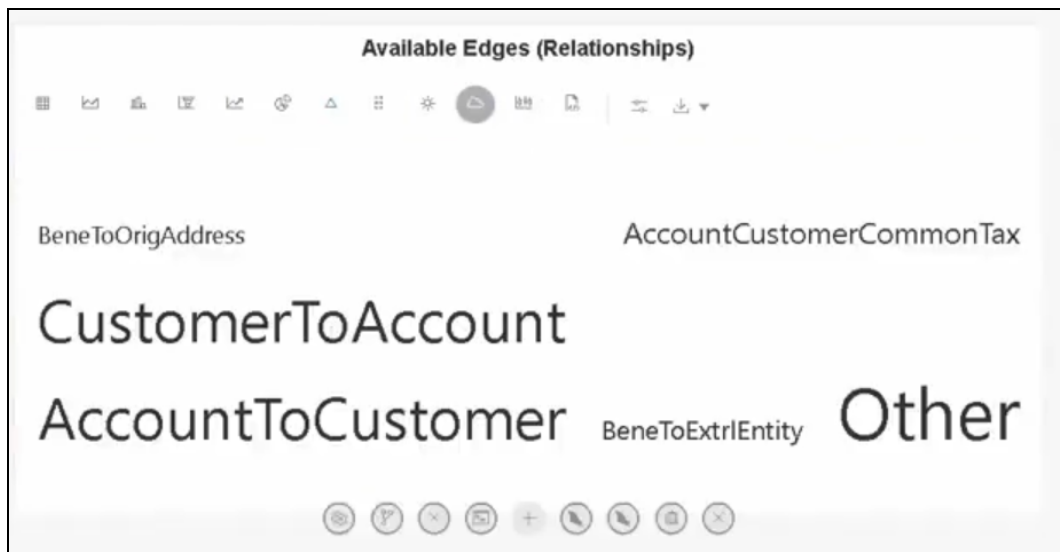 Available Edges (Relationships)
BeneToOrigAddress AccountCustomerCommonTax
CustomerToAccount
AccountToCustomer BeneToExtrlEntity Other